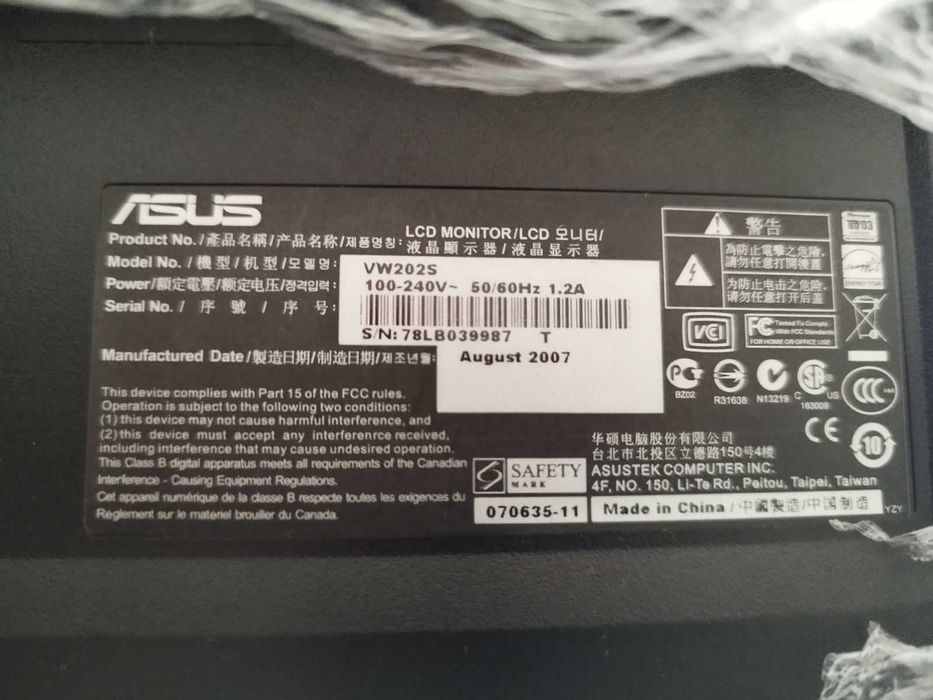 ASUS
Product No./產品名稱/产品名称/제품명칭: LCD MONITOR/LCD 모니터/
液晶顯示器/液晶显示器
Model No./機型/机型/모델명: VW202S
Power/額定電壓/额定电压/정격입력: 100-240V~ 50/60Hz 1.2A
Serial No. / 序 號 / 序 号:
S/N: 78LB039987 T
Manufactured Date/製造日期/制造日期/제조년월: August 2007
This device complies with Part 15 of the FCC rules.
Operation is subject to the following two conditions:
(1) this device may not cause harmful interference, and
(2) this device must accept any interferenrce received,
including interference that may cause undesired operation.
This Class B digital apparatus meets all requirements of the Canadian
Interference - Causing Equipment Regulations.
Cet appareil numérique de la classe B respecte toutes les exigences du
Règlement sur le matériel brouiller du Canada.
警告
為防止電擊之危險,
請勿任意打開後蓋
为防止电击之危险,
请勿任意打开后盖
TCO'03
ENERGY STAR
VCI
FC Tested To Comply
With FCC Standards
FOR HOME OR OFFICE USE
BZ02
R31638
N13219
C US
163009
CCC
CE
10
S SAFETY
MARK
070635-11
华硕电脑股份有限公司
台北市北投区立德路150号4楼
ASUSTEK COMPUTER INC.
4F, NO. 150, Li-Te Rd., Peitou, Taipei, Taiwan
Made in China /中國製造/中国制造
YZY